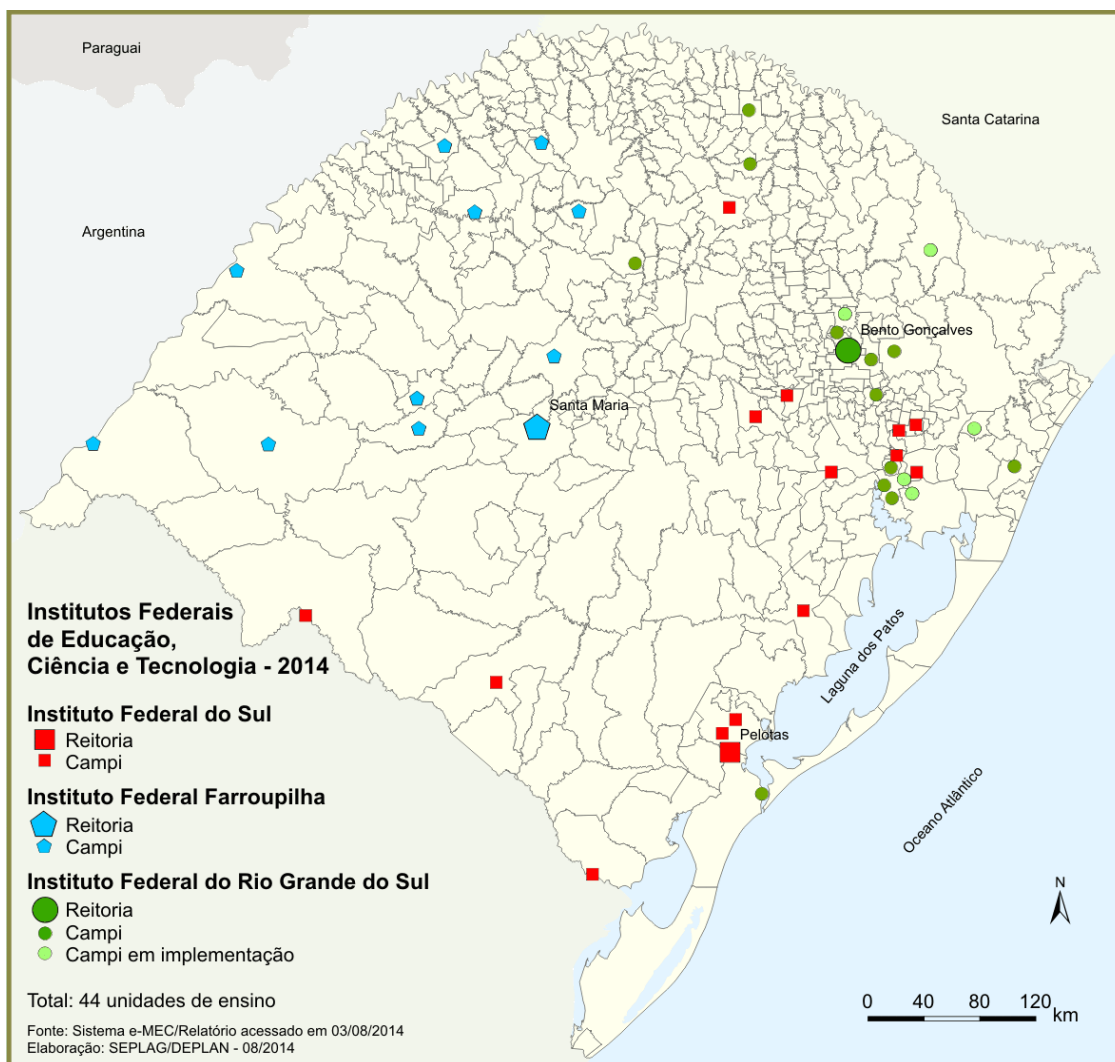 Paraguai
Santa Catarina
Argentina
Bento Gonçalves
Santa Maria
Laguna dos Patos
Pelotas
Oceano Atlântico
Institutos Federais
de Educação,
Ciência e Tecnologia - 2014
Instituto Federal do Sul
Reitoria
Campi
Instituto Federal Farroupilha
Reitoria
Campi
Instituto Federal do Rio Grande do Sul
Reitoria
Campi
Campi em implementação
Total: 44 unidades de ensino
Fonte: Sistema e-MEC/Relatório acessado em 03/08/2014
Elaboração: SEPLAG/DEPLAN - 08/2014
N
0 40 80 120
km